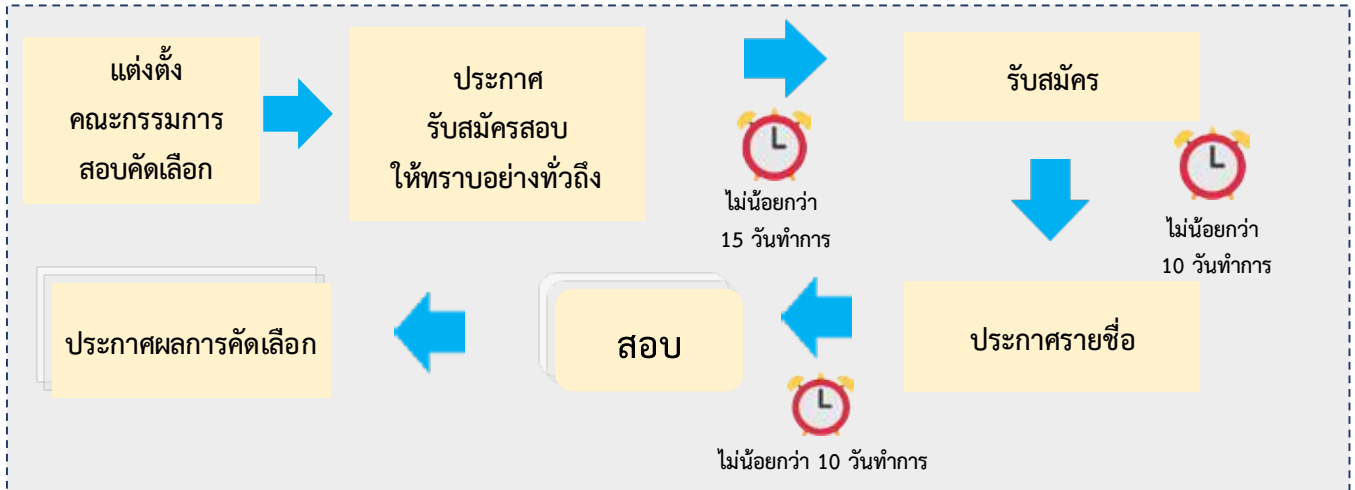 แต่งตั้ง
คณะกรรมการ
สอบคัดเลือก
ประกาศ
รับสมัครสอบ
ให้ทราบอย่างทั่วถึง
ไม่น้อยกว่า
15 วันทำการ
รับสมัคร
ไม่น้อยกว่า
10 วันทำการ
ประกาศรายชื่อ
ไม่น้อยกว่า 10 วันทำการ
สอบ
ประกาศผลการคัดเลือก